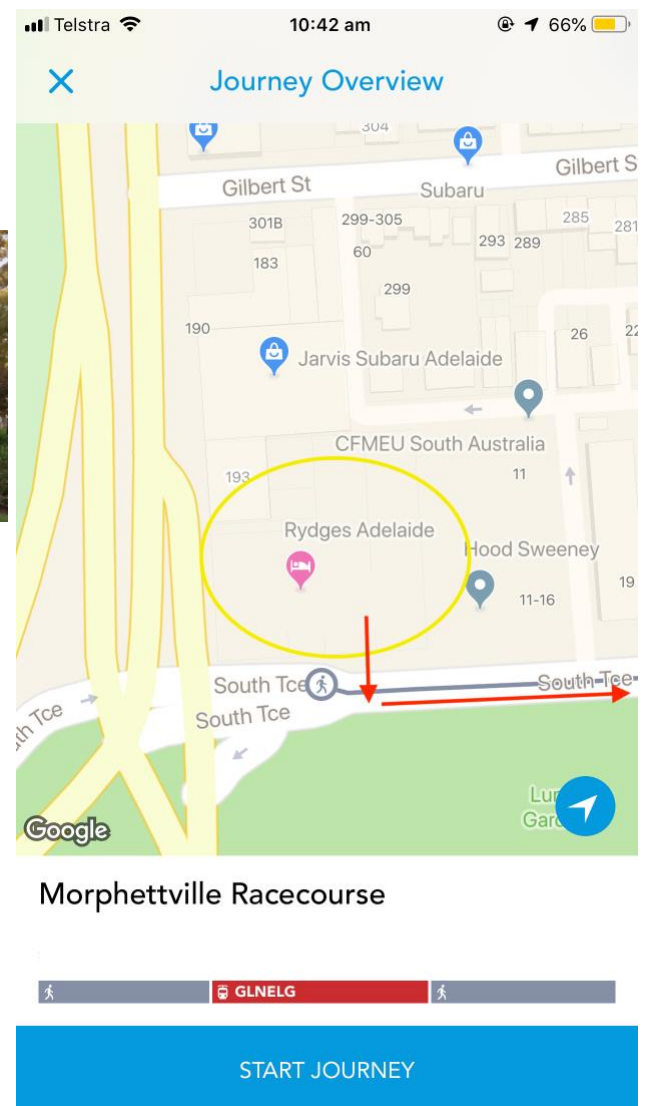 Telstra 10:42 am 66%
Journey Overview
304
Gilbert St
Gilbert S
Subaru
301B
299-305
285
281
183
60
293
289
299
190
26
22
Jarvis Subaru Adelaide
CFMEU South Australia
193
11
Rydges Adelaide
Hood Sweeney
11-16
19
South Tce
South Tce
th Tce
South Tce
Lu
Gar
Google
Morphettville Racecourse
GLNELG
START JOURNEY